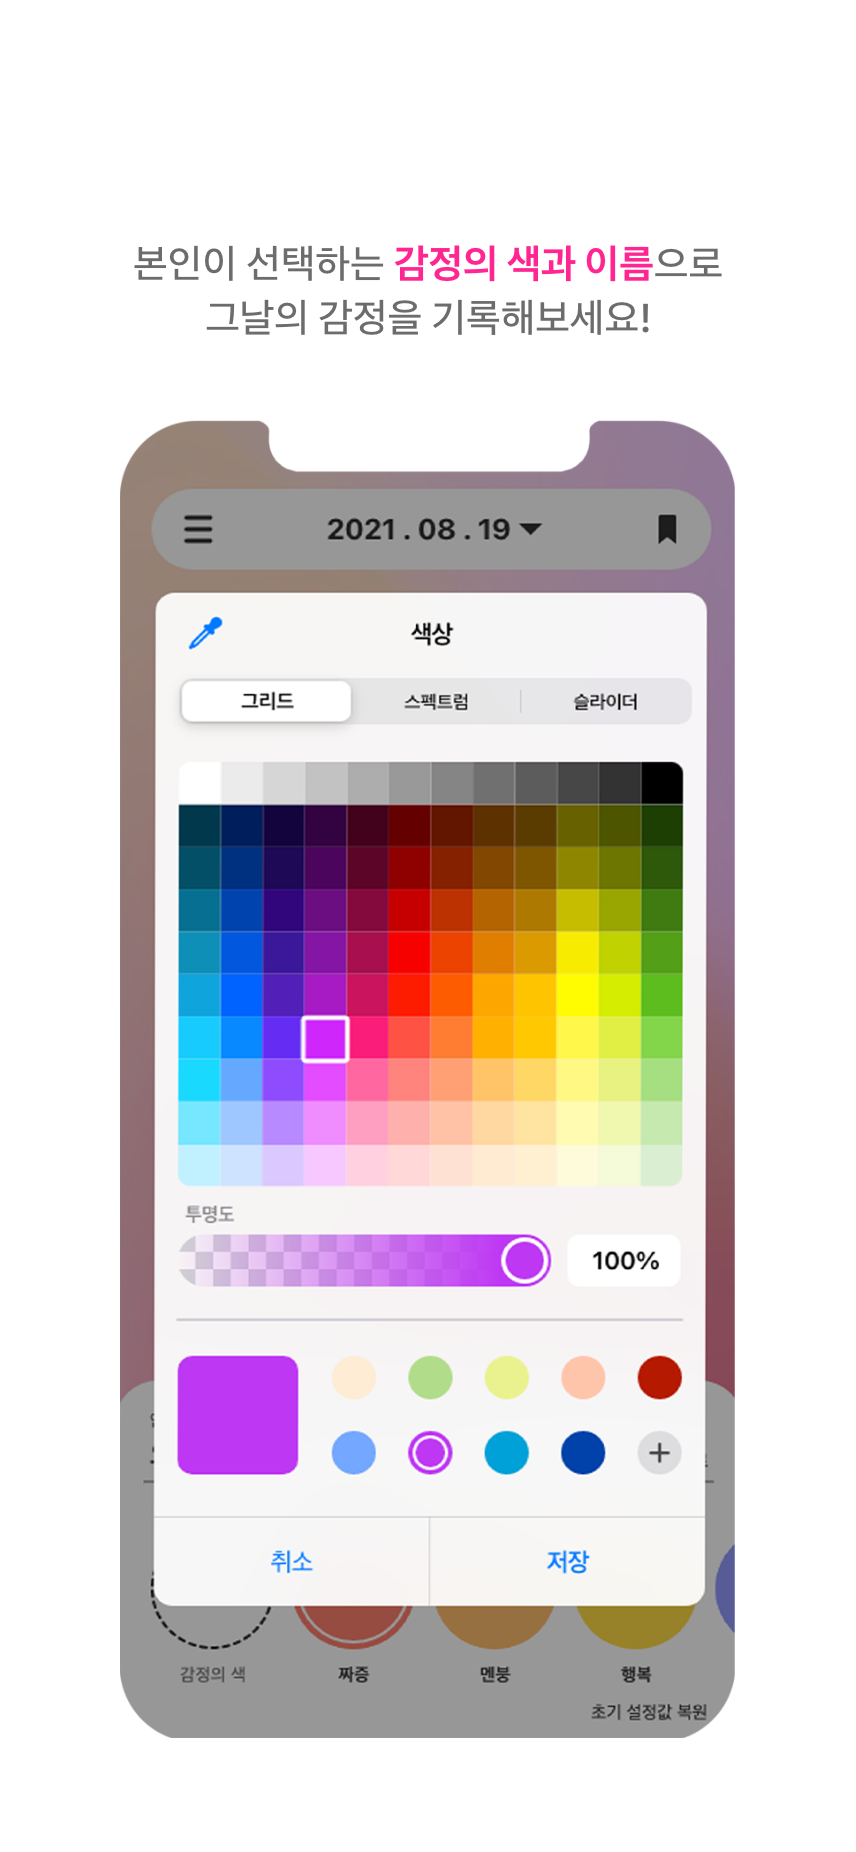 본인이 선택하는 감정의 색과 이름으로
그날의 감정을 기록해보세요!
2021 . 08 . 19
색상
그리드 스펙트럼 슬라이더
투명도
100%
취소 저장
감정의 색 짜증 멘붕 행복
초기 설정값 복원